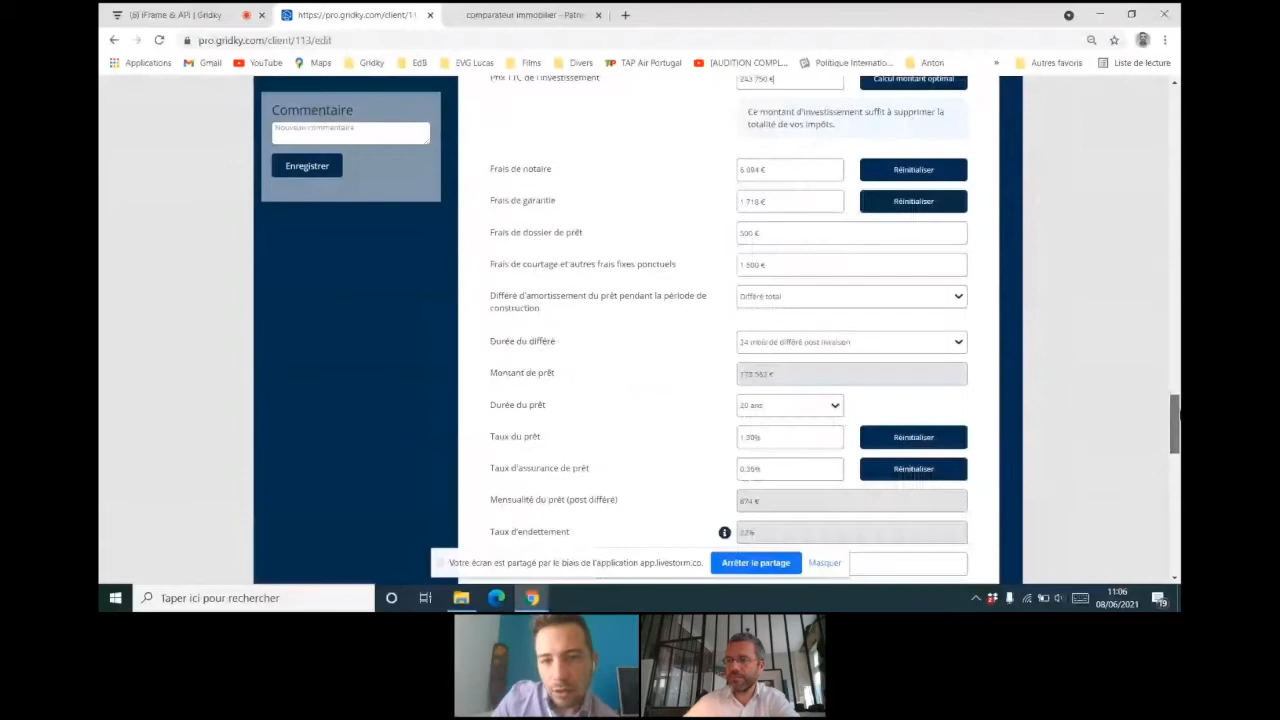 (6) iFrame & API | Gridky
https://pro.gridky.com/client/11
comparateur immobilier - Patri
pro.gridky.com/client/113/edit
Applications
Gmail
YouTube
Maps
Gridky
EdB
EVG Lucas
Films
Divers
TAP Air Portugal
[AUDITION COMPL...
Politique Internatio...
Anton
»
Autres favoris
Liste de lecture
Prix TTC de l'investissement
243 750 €
Calcul montant optimal
Commentaire
Nouveau commentaire
Enregistrer
Ce montant d'investissement suffit à supprimer la
totalité de vos impôts.
Frais de notaire
6 094 €
Réinitialiser
Frais de garantie
1 718 €
Réinitialiser
Frais de dossier de prêt
500 €
Frais de courtage et autres frais fixes ponctuels
1 500 €
Différé d'amortissement du prêt pendant la période de
construction
Différé total
Durée du différé
24 mois de différé post livraison
Montant de prêt
Durée du prêt
20 ans
Taux du prêt
Réinitialiser
Taux d'assurance de prêt
Réinitialiser
Mensualité du prêt (post différé)
874 €
Taux d'endettement
Votre écran est partagé par le biais de l'application app.livestorm.co.
Arrêter le partage
Masquer
Taper ici pour rechercher
11:06
08/06/2021
19